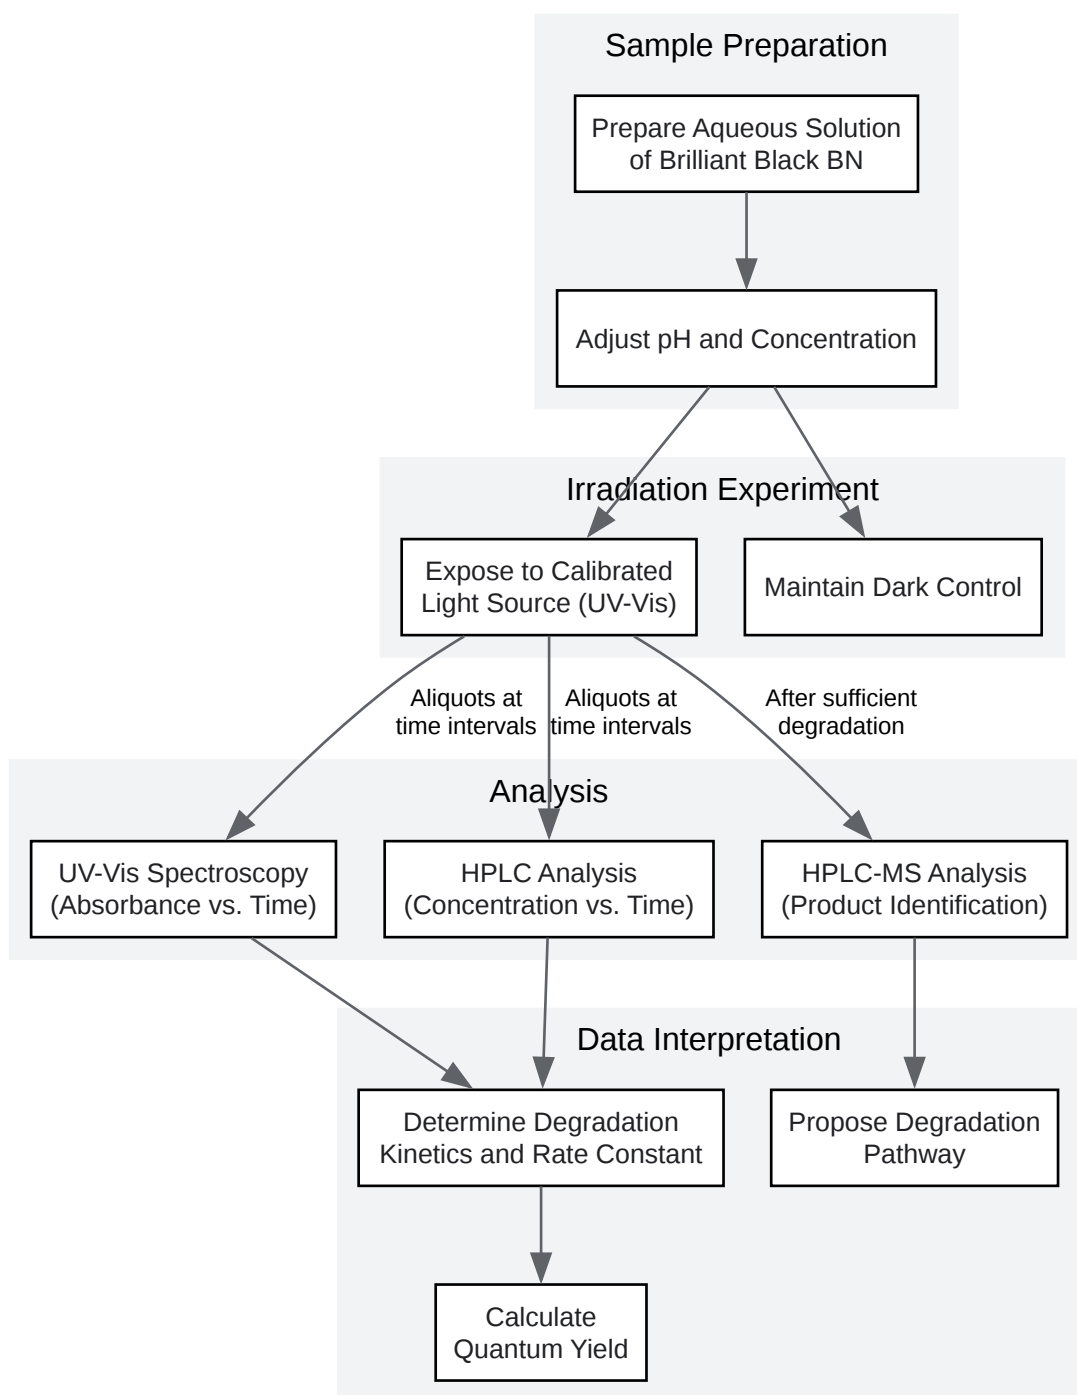 Sample Preparation
Prepare Aqueous Solution
of Brilliant Black BN
Adjust pH and Concentration
Irradiation Experiment
Expose to Calibrated
Light Source (UV-Vis)
Maintain Dark Control
Aliquots at
time intervals
Aliquots at
time intervals
After sufficient
degradation
Analysis
UV-Vis Spectroscopy
(Absorbance vs. Time)
HPLC Analysis
(Concentration vs. Time)
HPLC-MS Analysis
(Product Identification)
Data Interpretation
Determine Degradation
Kinetics and Rate Constant
Propose Degradation
Pathway
Calculate
Quantum Yield